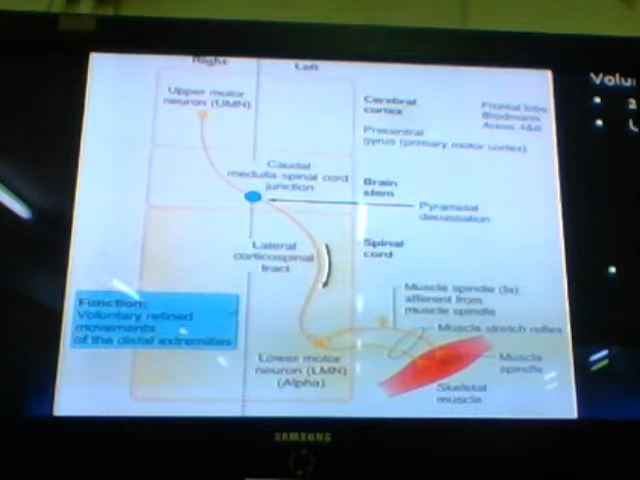 Right
Left
Upper motor
neuron (UMN)
Cerebral
cortex
Frontal lobe
Brodmann
Areas 4&6
Precentral
gyrus (primary motor cortex)
Caudal
medulla-spinal cord
junction
Brain
stem
Pyramidal
decussation
Lateral
corticospinal
tract
Spinal
cord
Muscle spindle (Ia)
afferent from
muscle spindle
Function:
Voluntary refined
movements
of the distal extremities
Muscle stretch reflex
Lower motor
neuron (LMN)
(Alpha)
Muscle
spindle
Skeletal
muscle
Volu
SAMSUNG